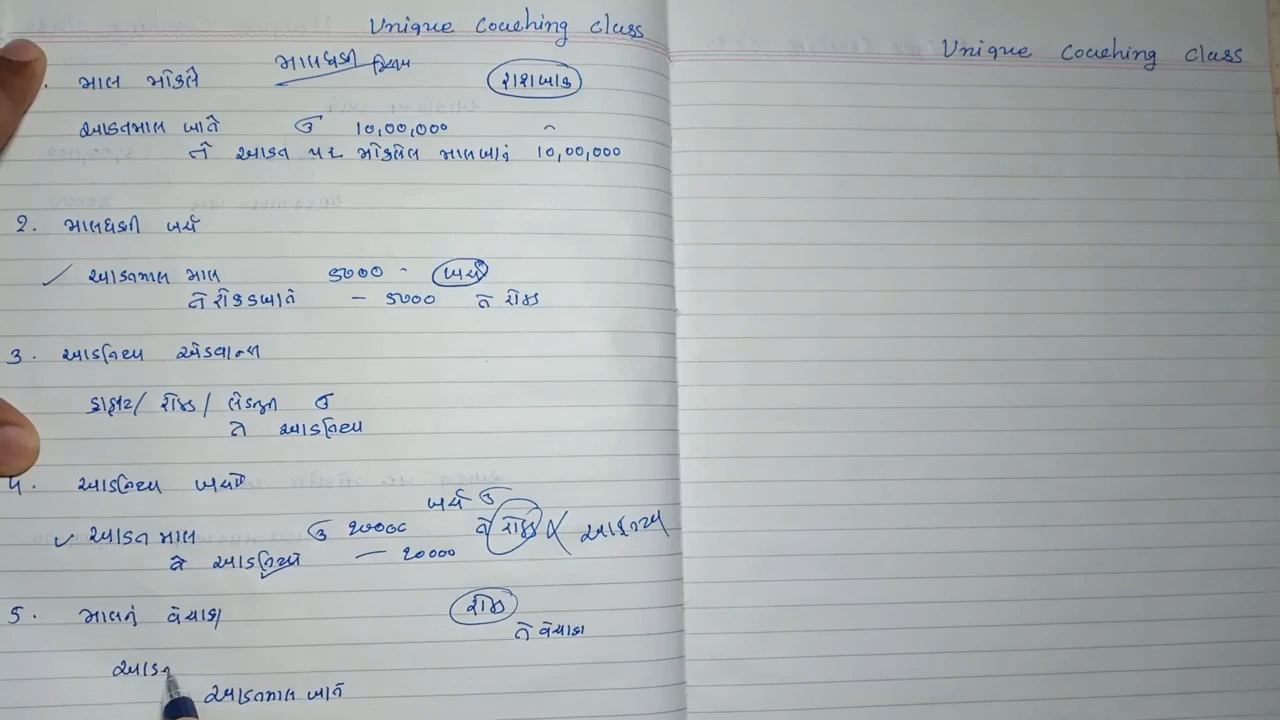 Unique Coaching Class
Unique Coaching Class
માલધણી
માલ મોકલે
આડતમાલ ખાતે ઉ 10,00,000
તે આડત પર મોકલેલ માલખાતે 10,00,000
2. માલધણી ખર્ચ
આડતમાલ માલ 5000 - ખર્ચ
તે રોકડખાતે — 5000 તે રોકડ
3. આડતિયા એડવાન્સ
ડ્રાફ્ટ / રોકડ / લેણીહૂંડી ઉ
તે આડતિયા
4. આડતિયા ખર્ચ
ખર્ચ ઉ
આડત માલ ઉ 20000 તે રોકડ X આડતિયા
તે આડતિયો — 20000
5. માલનું વેચાણ રોકડ
તે વેચાણ
આડત
આડતમાલ ખાતે